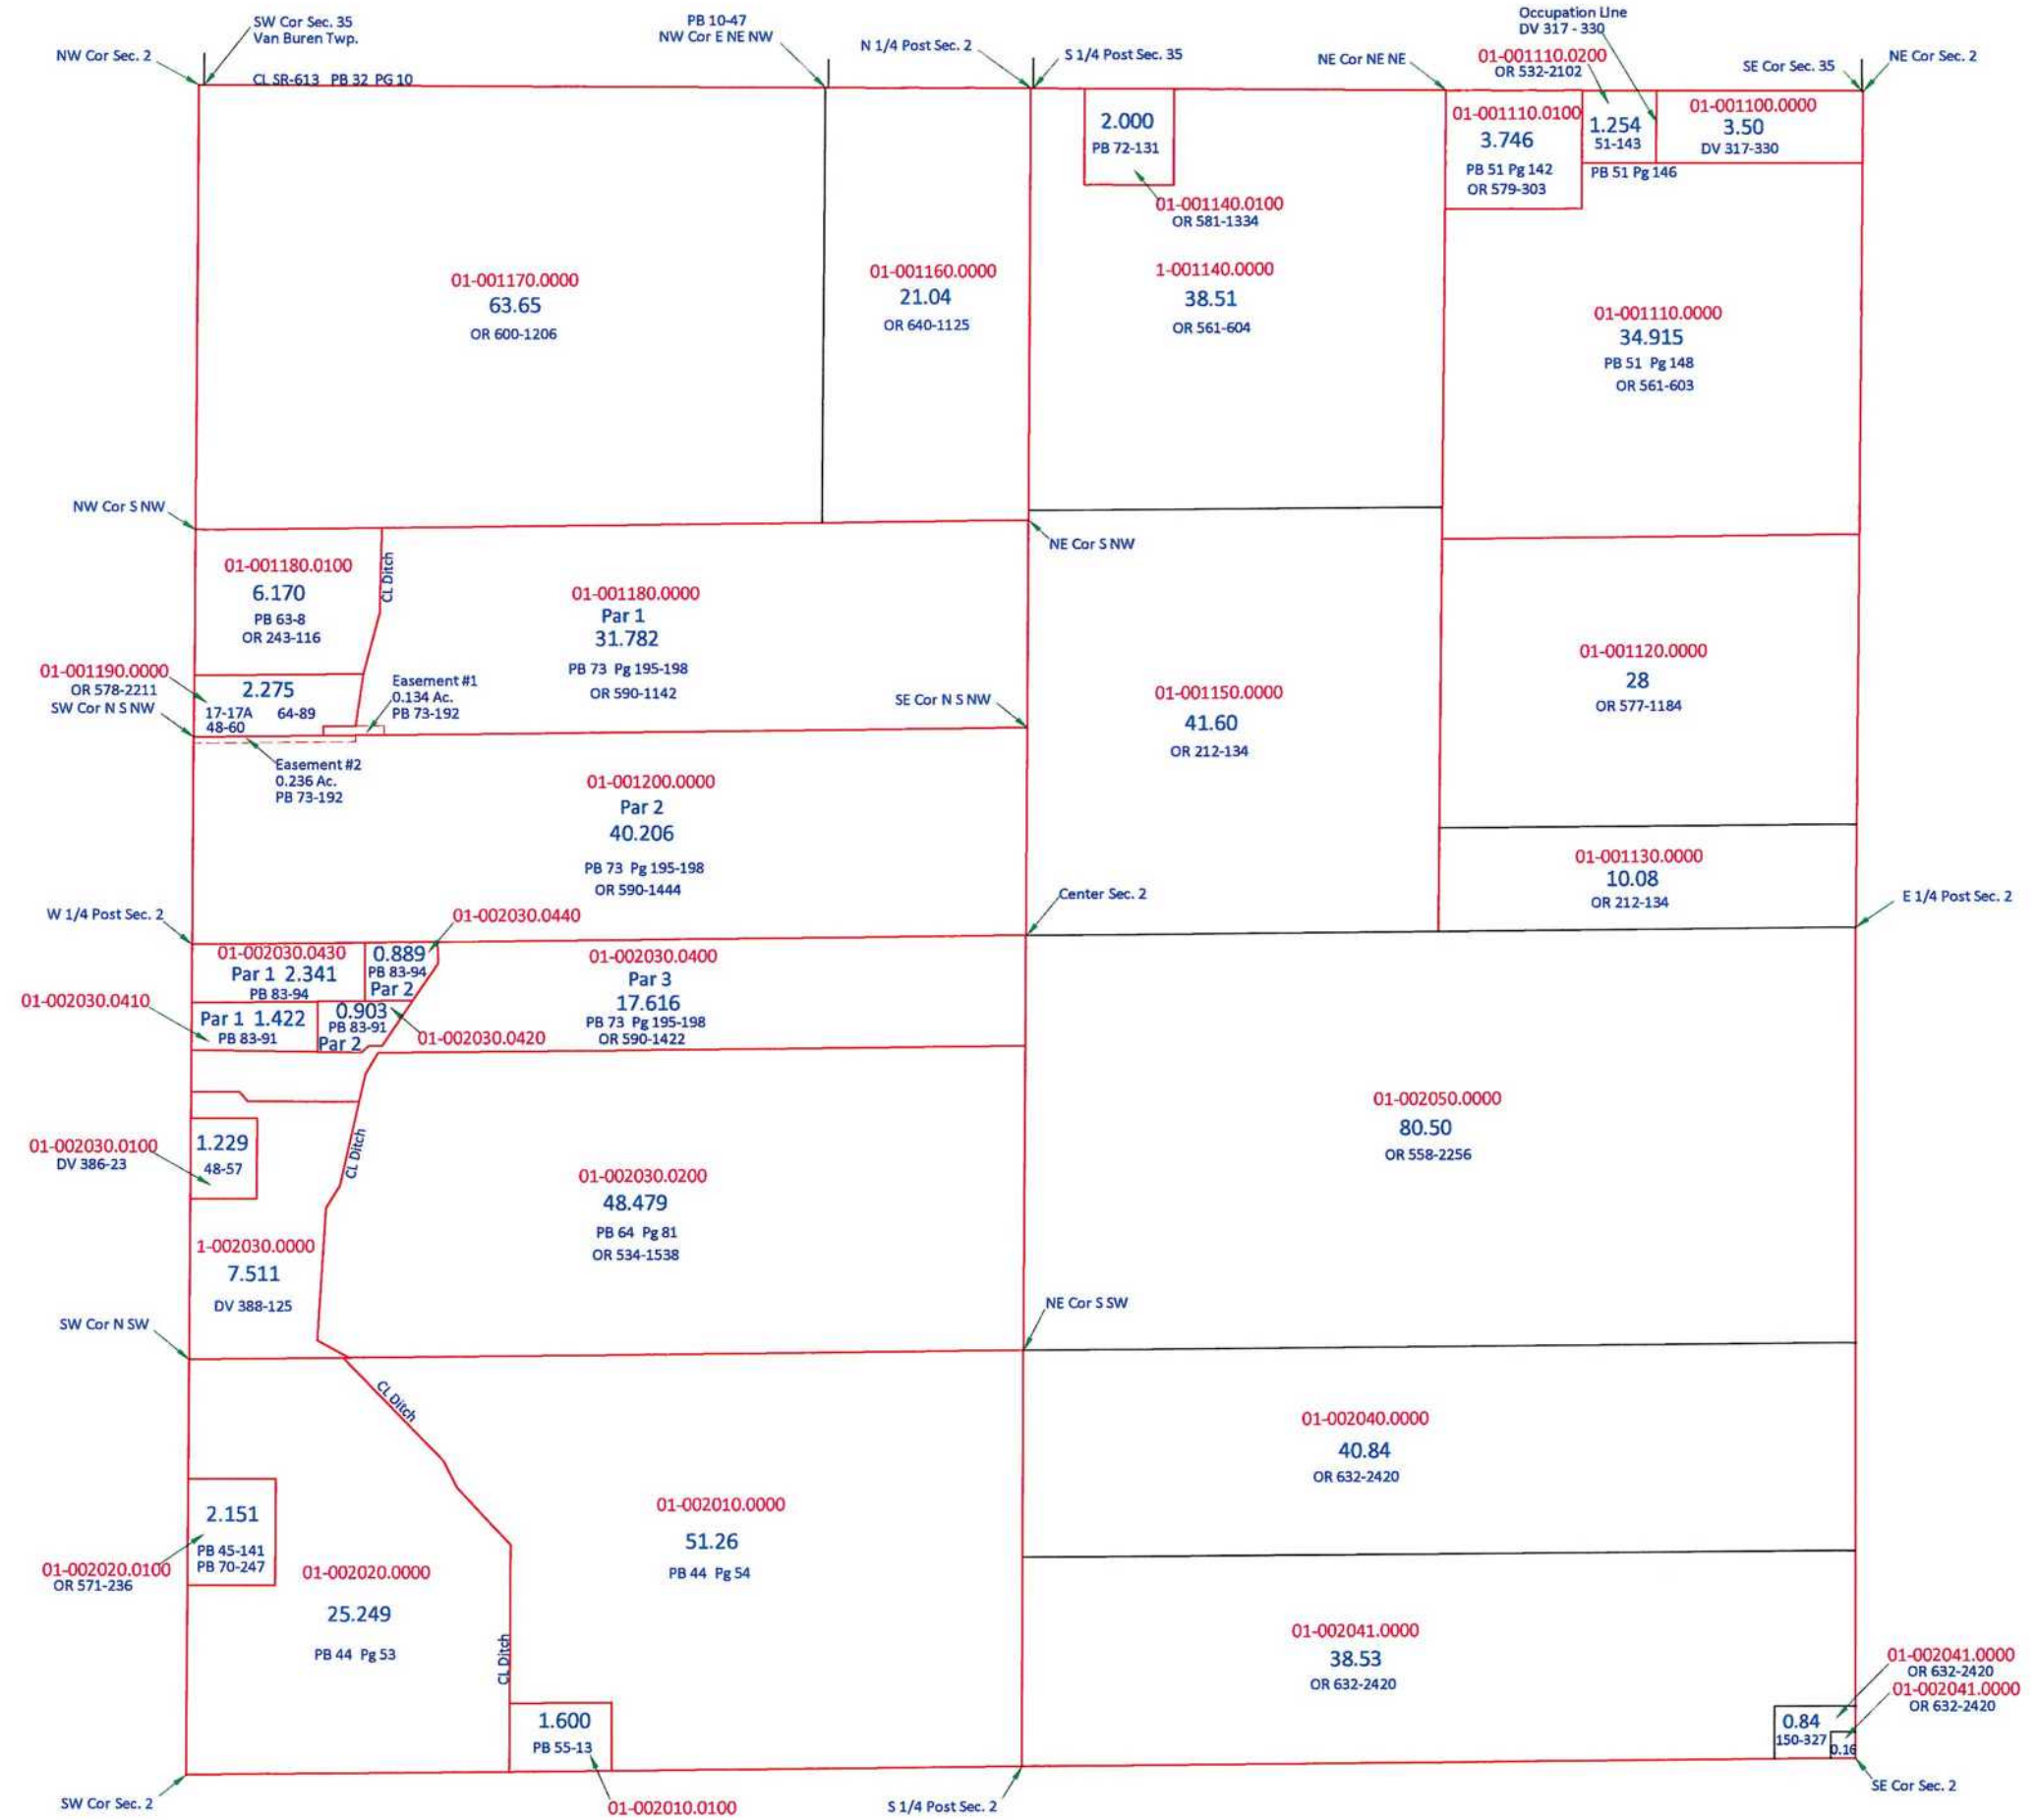 SW Cor Sec. 35
Van Buren Twp.
NW Cor Sec. 2
CL SR-613 PB 32 PG 10
PB 10-47
NW Cor E NE NW
N 1/4 Post Sec. 2
S 1/4 Post Sec. 35
NE Cor NE NE
Occupation Line
DV 317 - 330
01-001110.0200
OR 532-2102
SE Cor Sec. 35
NE Cor Sec. 2
2.000
PB 72-131
01-001140.0100
OR 581-1334
01-001110.0100
3.746
PB 51 Pg 142
OR 579-303
1.254
51-143
PB 51 Pg 146
01-001100.0000
3.50
DV 317-330
01-001170.0000
63.65
OR 600-1206
01-001160.0000
21.04
OR 640-1125
1-001140.0000
38.51
OR 561-604
01-001110.0000
34.915
PB 51 Pg 148
OR 561-603
NW Cor S NW
NE Cor S NW
01-001180.0100
6.170
PB 63-8
OR 243-116
CL Ditch
01-001180.0000
Par 1
31.782
PB 73 Pg 195-198
OR 590-1142
01-001190.0000
OR 578-2211
SW Cor N S NW
2.275
17-17A 64-89
48-60
Easement #1
0.134 Ac.
PB 73-192
SE Cor N S NW
Easement #2
0.236 Ac.
PB 73-192
01-001150.0000
41.60
OR 212-134
01-001120.0000
28
OR 577-1184
01-001200.0000
Par 2
40.206
PB 73 Pg 195-198
OR 590-1444
01-001130.0000
10.08
OR 212-134
W 1/4 Post Sec. 2
01-002030.0440
Center Sec. 2
E 1/4 Post Sec. 2
01-002030.0430
Par 1 2.341
PB 83-94
0.889
PB 83-94
Par 2
01-002030.0400
Par 3
17.616
PB 73 Pg 195-198
OR 590-1422
01-002030.0410
Par 1 1.422
PB 83-91
0.903
PB 83-91
Par 2
01-002030.0420
01-002030.0100
DV 386-23
1.229
48-57
CL Ditch
01-002030.0200
48.479
PB 64 Pg 81
OR 534-1538
01-002050.0000
80.50
OR 558-2256
1-002030.0000
7.511
DV 388-125
SW Cor N SW
NE Cor S SW
CL Ditch
01-002040.0000
40.84
OR 632-2420
2.151
PB 45-141
PB 70-247
01-002020.0100
OR 571-236
01-002020.0000
25.249
PB 44 Pg 53
01-002010.0000
51.26
PB 44 Pg 54
CL Ditch
01-002041.0000
38.53
OR 632-2420
01-002041.0000
OR 632-2420
01-002041.0000
OR 632-2420
1.600
PB 55-13
0.84
150-327
0.16
SW Cor Sec. 2
01-002010.0100
S 1/4 Post Sec. 2
SE Cor Sec. 2